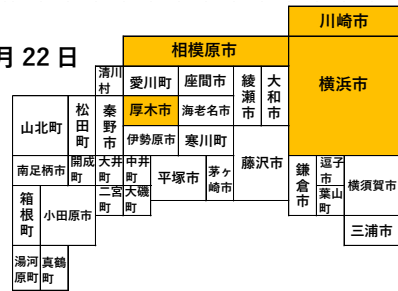 川崎市
月 22 日
相模原市
清川
村
愛川町
座間市
綾
瀬
市
大
和
市
横浜市
山北町
松
田
町
秦
野
市
厚木市
海老名市
伊勢原市
寒川町
藤沢市
南足柄市
開成
町
大井
町
中井
町
平塚市
茅ヶ
崎市
鎌
倉
市
逗子
市
葉山
町
横須賀市
箱
根
町
小田原市
二宮
町
大磯
町
三浦市
湯河
原町
真鶴
町